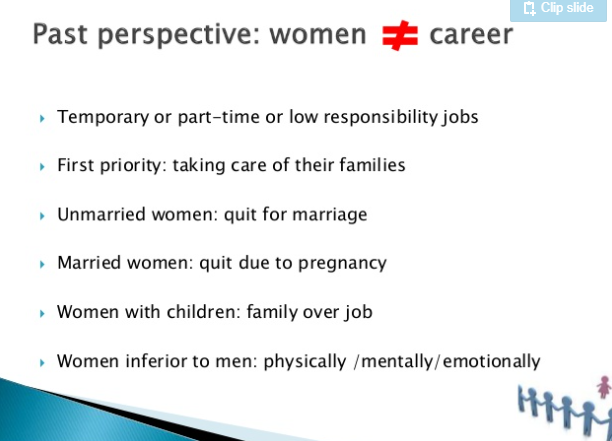 Clip slide
Past perspective: women ≠ career
Temporary or part-time or low responsibility jobs
First priority: taking care of their families
Unmarried women: quit for marriage
Married women: quit due to pregnancy
Women with children: family over job
Women inferior to men: physically /mentally/emotionally